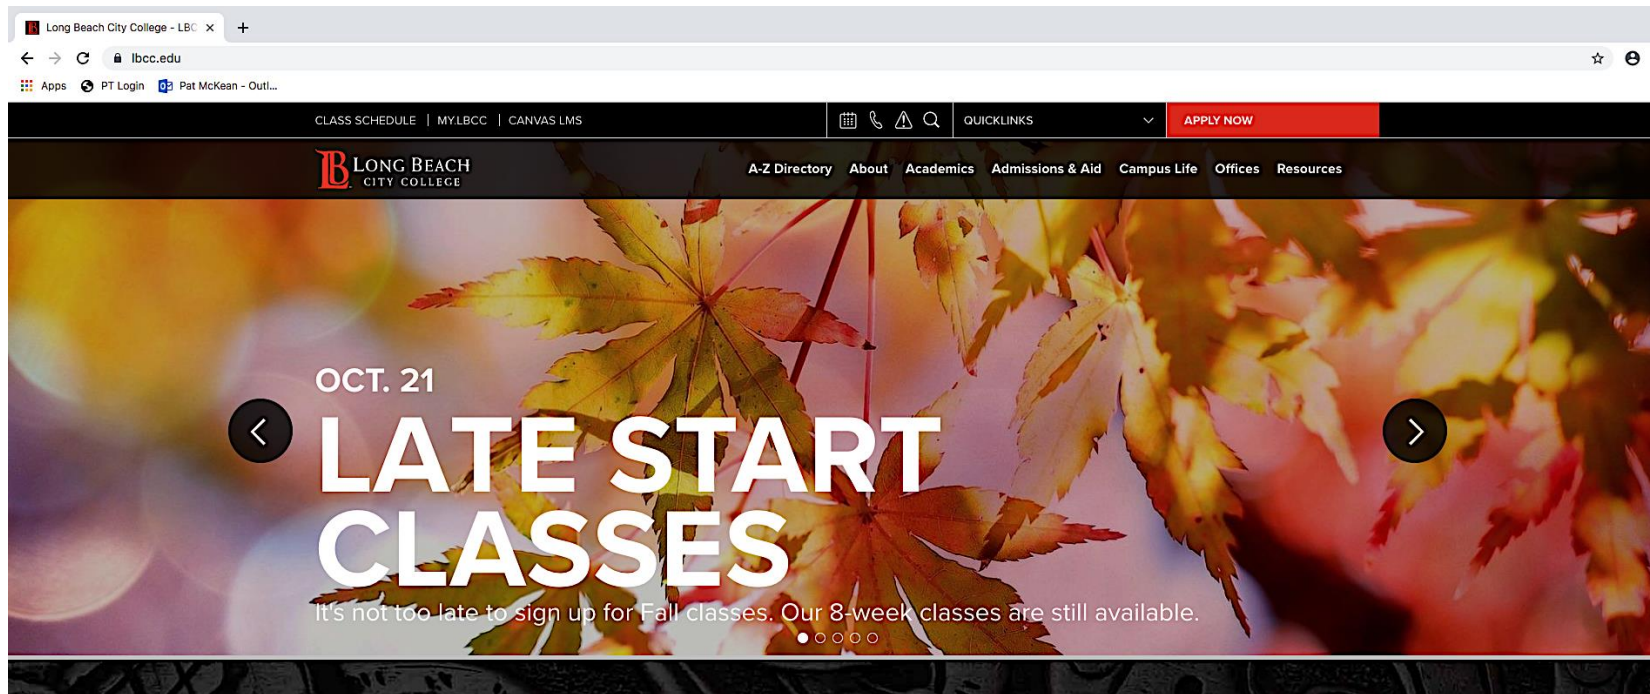 Long Beach City College - LBC
lbcc.edu
Apps PT Login Pat McKean - Outl...
CLASS SCHEDULE | MY.LBCC | CANVAS LMS QUICKLINKS APPLY NOW
LONG BEACH
CITY COLLEGE
A-Z Directory About Academics Admissions & Aid Campus Life Offices Resources
OCT. 21
LATE START
CLASSES
It's not too late to sign up for Fall classes. Our 8-week classes are still available.